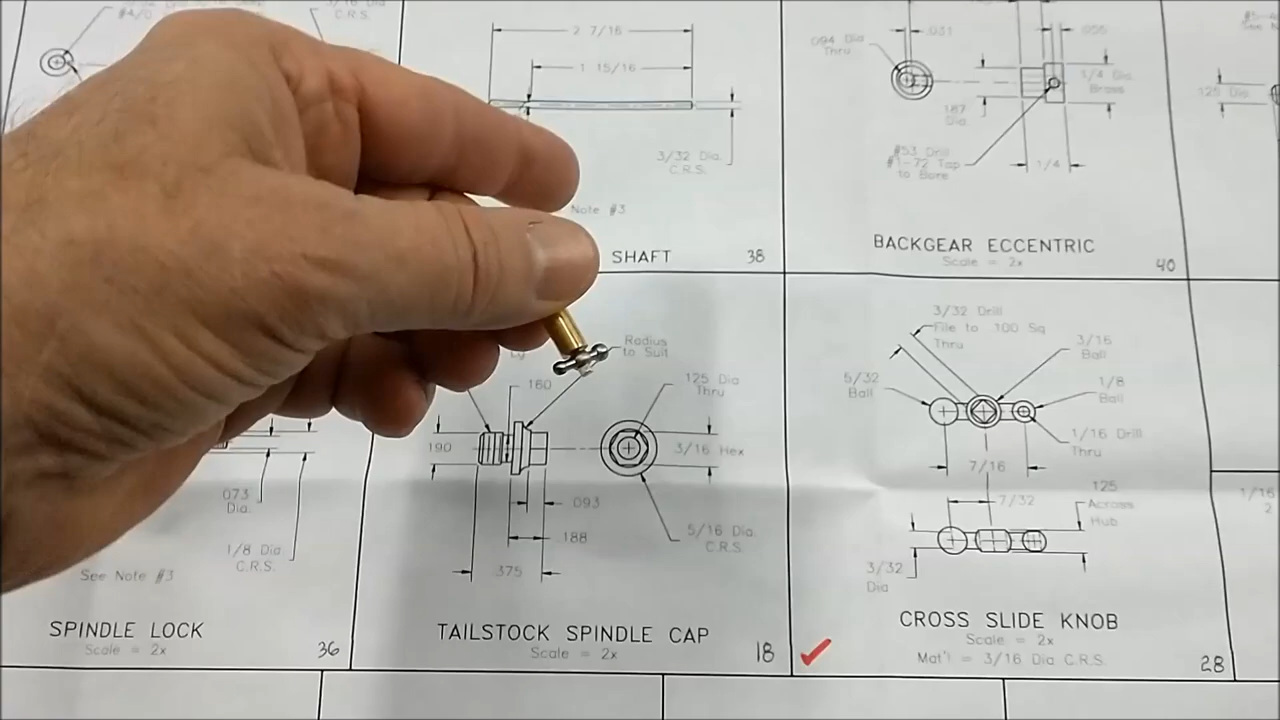 #4/0
3/16 Dia
C.R.S.
2 7/16
1 15/16
3/32 Dia.
C.R.S.
Note #3
SHAFT
38
.094 Dia
Thru
.031
1/4 Dia.
Brass
.187
Dia.
#53 Drill
#1-72 Tap
to Bore
1/4
BACKGEAR ECCENTRIC
Scale = 2x
40
.125 Dia.
.073
Dia.
1/8 Dia
C.R.S.
See Note #3
SPINDLE LOCK
Scale = 2x
36
Radius
to Suit
.160
.125 Dia
Thru
.190
3/16 Hex
.093
.188
.375
5/16 Dia.
C.R.S.
TAILSTOCK SPINDLE CAP
Scale = 2x
18
3/32 Drill
File to .100 Sq
Thru
3/16
Ball
5/32
Ball
1/8
Ball
1/16 Drill
Thru
7/16
7/32
.125
Across
Hub
3/32
Dia
CROSS SLIDE KNOB
Scale = 2x
Mat'l = 3/16 Dia C.R.S.
28
1/16